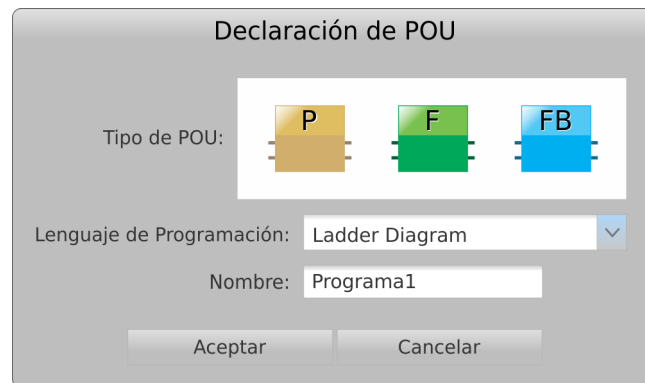 Declaración de POU
P F FB
Tipo de POU:
Lenguaje de Programación: Ladder Diagram
Nombre: Programa1
Aceptar Cancelar